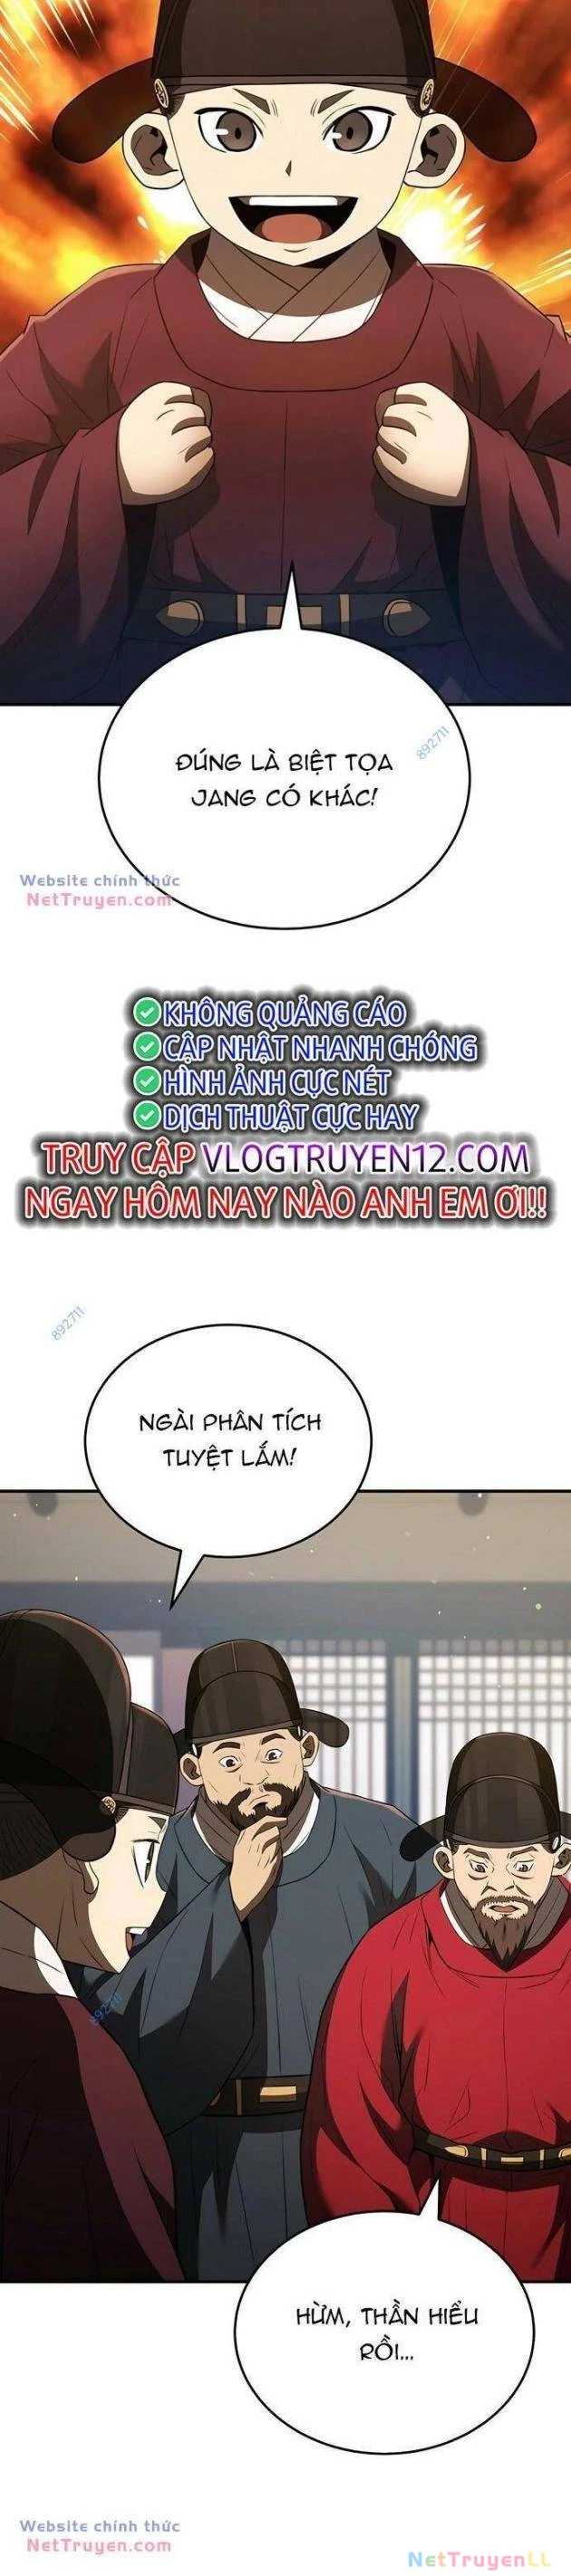 ĐÚNG LÀ BIỆT TỌA
JANG CÓ KHÁC!
892711
Website chính thức
NetTruyen.com
KHÔNG QUẢNG CÁO
CẬP NHẬT NHANH CHÓNG
HÌNH ẢNH CỰC NÉT
DỊCH THUẬT CỰC HAY
TRUY CẬP VLOGTRUYEN12.COM
NGAY HÔM NAY NÀO ANH EM ƠI!!!
892711
NGÀI PHÂN TÍCH
TUYỆT LẮM!
892711
HỪM, THẦN HIỂU
RỒI...
Website chính thức
NetTruyen.com
NetTruyenLL